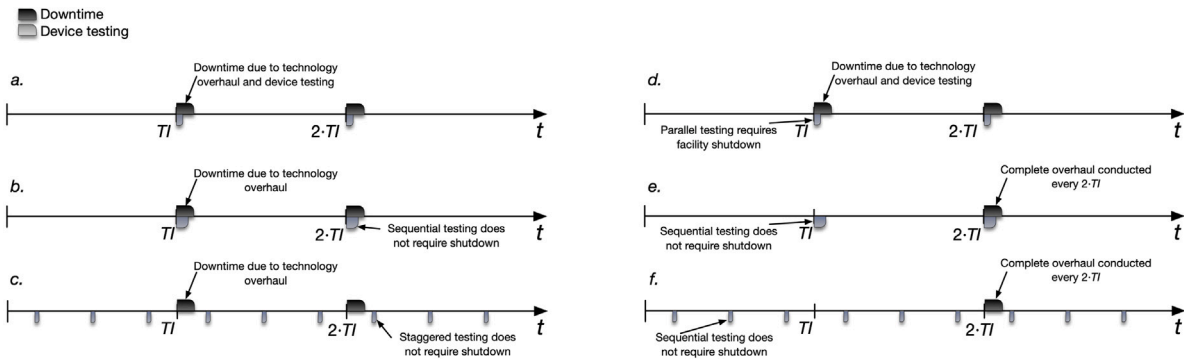 Downtime
Device testing
a.
Downtime due to technology
overhaul and device testing
TI
2·TI
t
b.
Downtime due to technology
overhaul
TI
2·TI
Sequential testing does
not require shutdown
t
c.
Downtime due to technology
overhaul
TI
2·TI
Staggered testing does
not require shutdown
t
d.
Downtime due to technology
overhaul and device testing
Parallel testing requires
facility shutdown
TI
2·TI
t
e.
Complete overhaul conducted
every 2·TI
Sequential testing does
not require shutdown
TI
2·TI
t
f.
Complete overhaul conducted
every 2·TI
Sequential testing does
not require shutdown
TI
2·TI
t